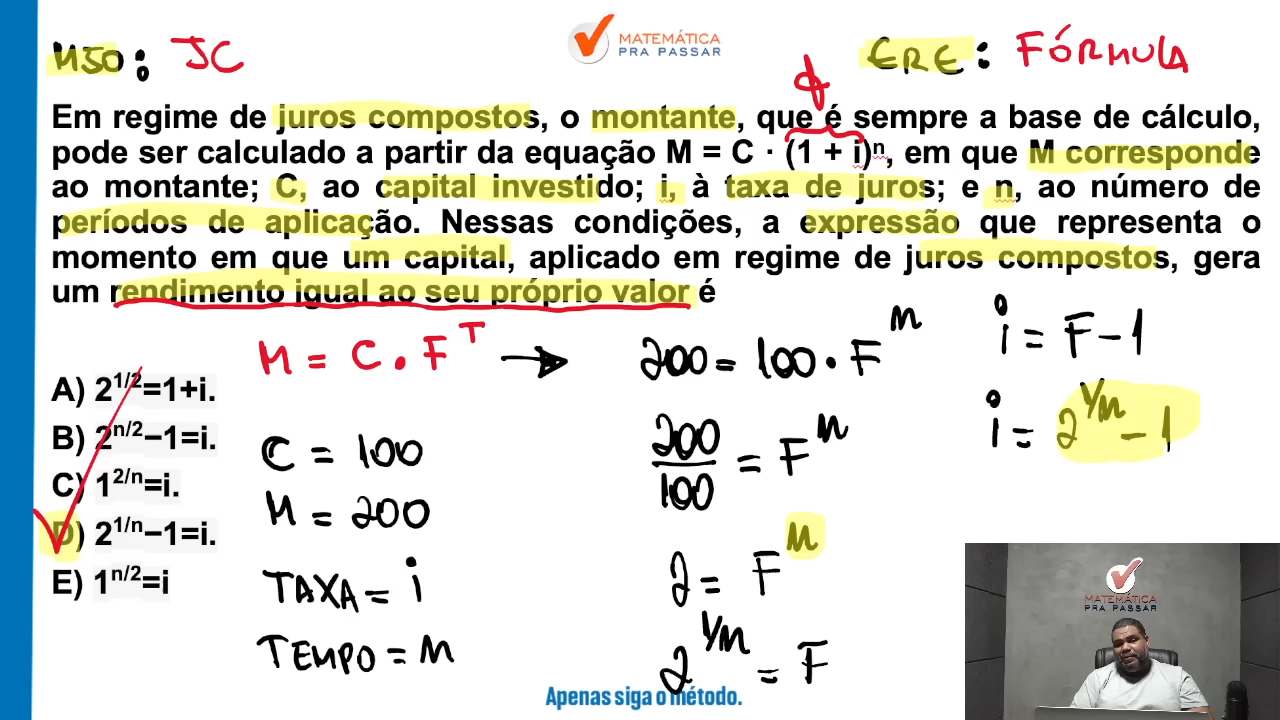 MATEMÁTICA
PRA PASSAR
M50: JC
ERE: FÓRMULA
Em regime de juros compostos, o montante, que é sempre a base de cálculo,
pode ser calculado a partir da equação M = C · (1 + i)ⁿ, em que M corresponde
ao montante; C, ao capital investido; i, à taxa de juros; e n, ao número de
períodos de aplicação. Nessas condições, a expressão que representa o
momento em que um capital, aplicado em regime de juros compostos, gera
um rendimento igual ao seu próprio valor é
A) 2^{1/2}=1+i.
B) 2^{n/2}−1=i.
C) 1^{2/n}=i.
D) 2^{1/n}−1=i.
E) 1^{n/2}=i
M = C . F^T
C = 100
M = 200
TAXA = i
TEMPO = n
200 = 100 . F^n
200/100 = F^n
2 = F^n
2^{1/n} = F
i = F - 1
i = 2^{1/n} - 1
MATEMÁTICA
PRA PASSAR
Apenas siga o método.